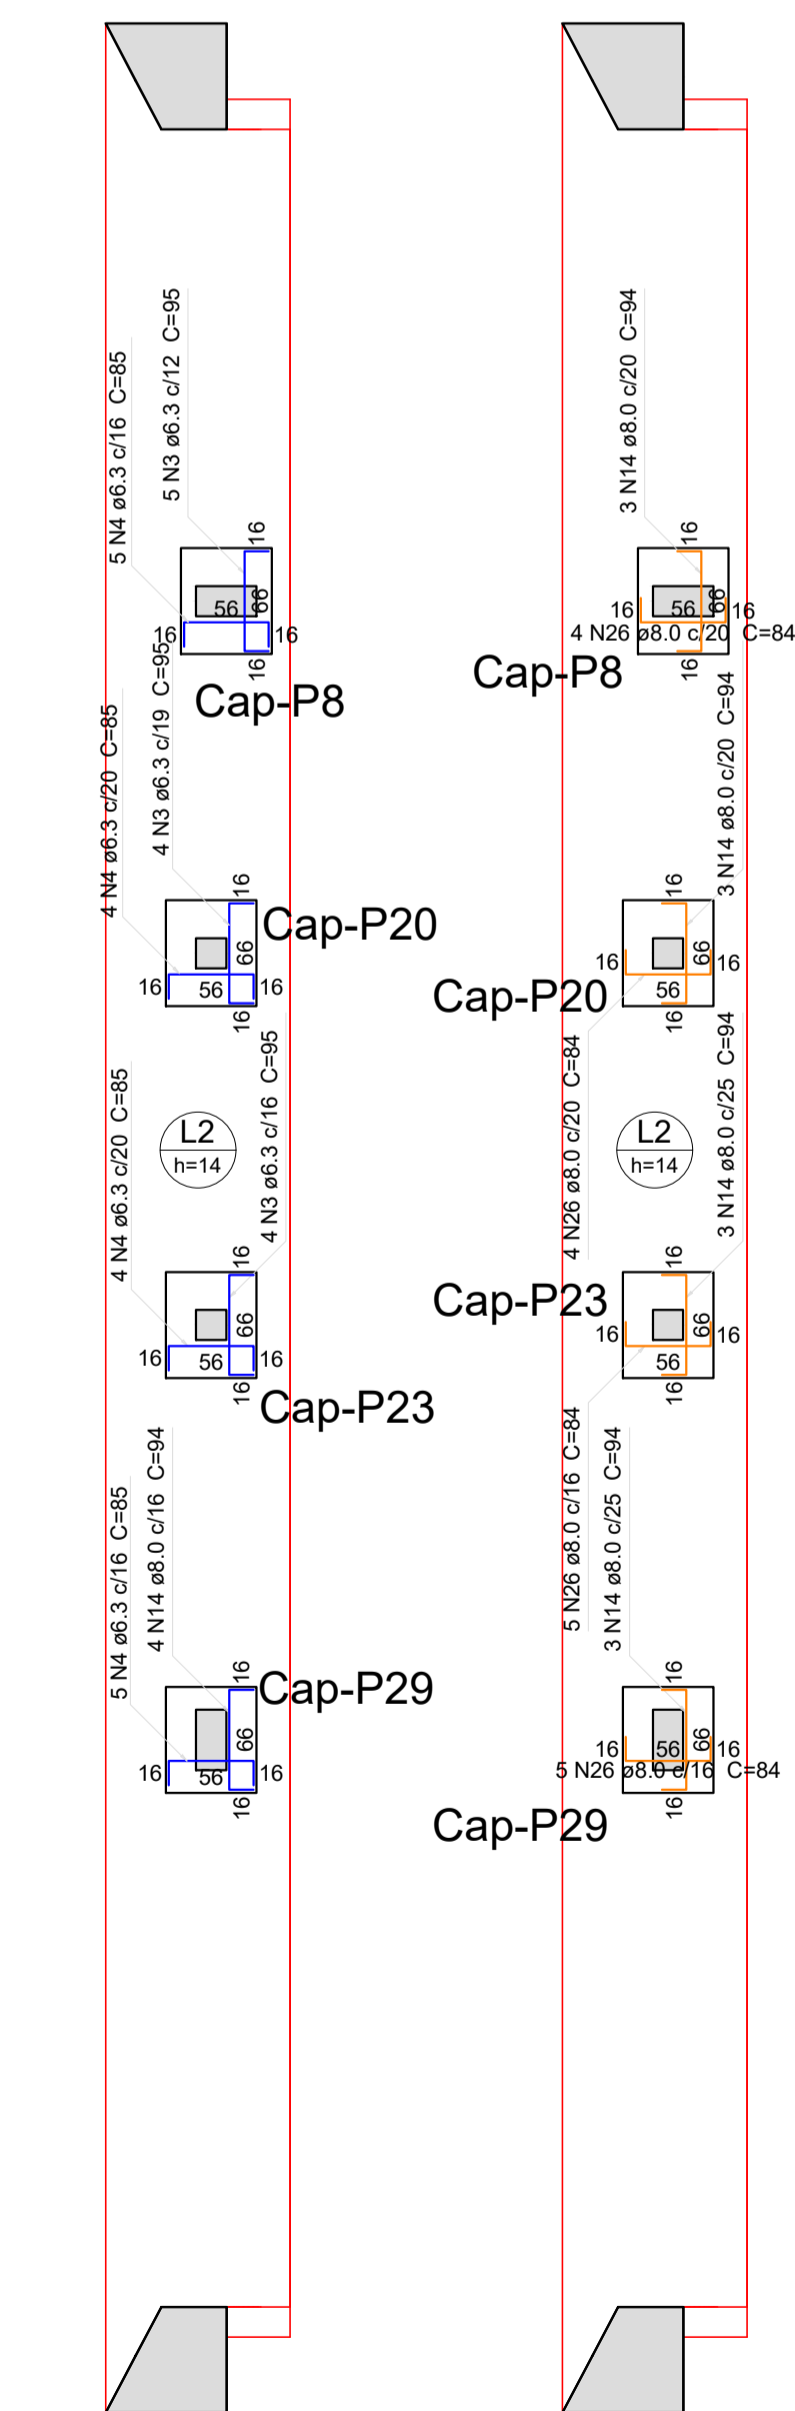 5 N4 ø6.3 c/16 C=85
5 N3 ø6.3 c/12 C=95
16
56
66
16
16
16
Cap-P8
4 N4 ø6.3 c/20 C=85
4 N3 ø6.3 c/19 C=95
16
66
16
56
16
16
Cap-P20
L2
h=14
4 N4 ø6.3 c/20 C=85
4 N3 ø6.3 c/16 C=95
16
66
16
56
16
16
Cap-P23
5 N4 ø6.3 c/16 C=85
4 N14 ø8.0 c/16 C=94
16
Cap-P29
66
16
56
16
16
3 N14 ø8.0 c/20 C=94
16
66
16
56
16
4 N26 ø8.0 c/20 C=84
16
Cap-P8
3 N14 ø8.0 c/20 C=94
16
66
16
16
56
16
Cap-P20
4 N26 ø8.0 c/20 C=84
L2
h=14
3 N14 ø8.0 c/25 C=94
16
Cap-P23
66
16
16
56
16
5 N26 ø8.0 c/16 C=84
3 N14 ø8.0 c/25 C=94
16
66
16
56
16
5 N26 ø8.0 c/16 C=84
16
Cap-P29